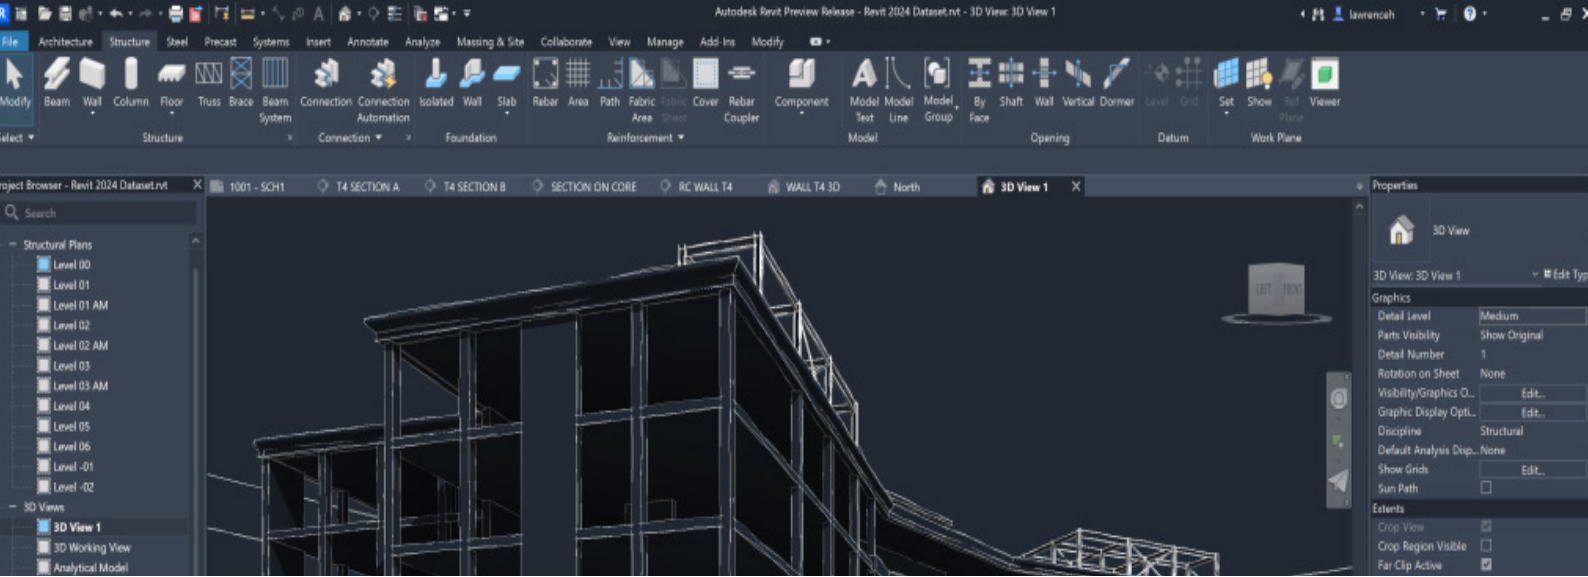 Autodesk Revit Preview Release - Revit 2024 Dataset.rvt - 3D View: 3D View 1
lawrenceh
File Architecture Structure Steel Precast Systems Insert Annotate Analyze Massing & Site Collaborate View Manage Add-Ins Modify
Modify Beam Wall Column Floor Truss Brace Beam System Connection Connection Automation Isolated Wall Slab Rebar Area Path Fabric Area Fabric Sheet Cover Rebar Coupler Component Model Text Model Line Model Group By Face Shaft Wall Vertical Dormer Level Grid Set Show Ref Plane Viewer
elect Structure Connection Foundation Reinforcement Model Opening Datum Work Plane
roject Browser - Revit 2024 Dataset.rvt
1001 - SCH1 T4 SECTION A T4 SECTION B SECTION ON CORE RC WALL T4 WALL T4 3D North 3D View 1
Search
Structural Plans
Level 00
Level 01
Level 01 AM
Level 02
Level 02 AM
Level 03
Level 03 AM
Level 04
Level 05
Level 06
Level -01
Level -02
3D Views
3D View 1
3D Working View
Analytical Model
LEFT
Properties
3D View
3D View: 3D View 1 Edit Typ
Graphics
Detail Level Medium
Parts Visibility Show Original
Detail Number 1
Rotation on Sheet None
Visibility/Graphics O... Edit...
Graphic Display Opti... Edit...
Discipline Structural
Default Analysis Disp... None
Show Grids Edit...
Sun Path
Extents
Crop View
Crop Region Visible
Far Clip Active